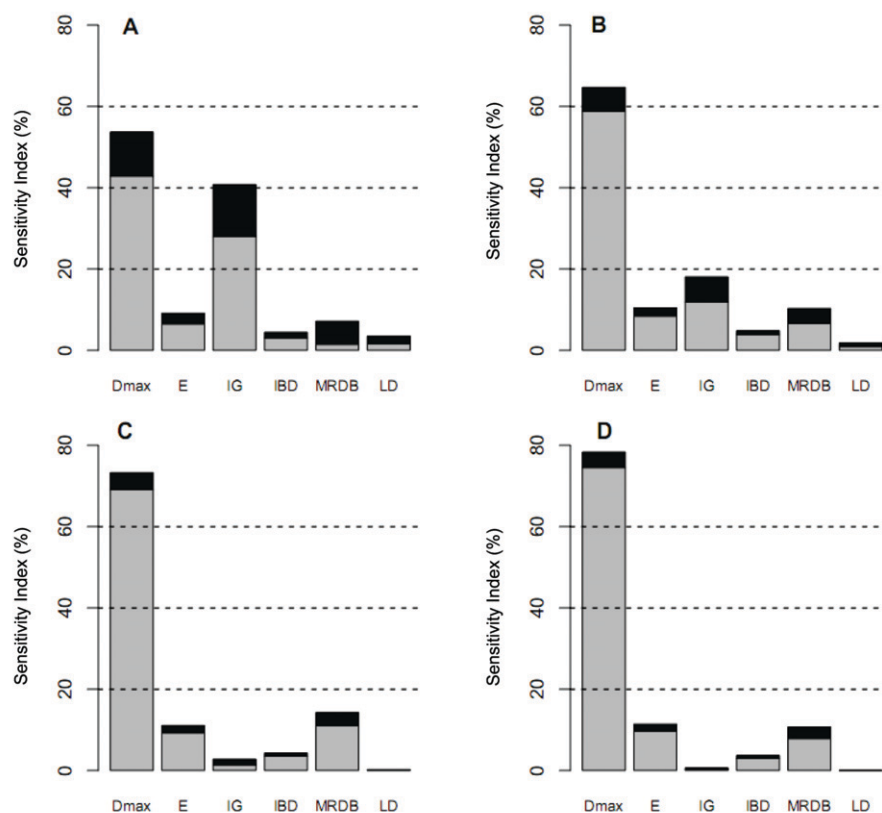 A
Sensitivity Index (%)
80
60
40
20
0
Dmax E IG IBD MRDB LD
B
Sensitivity Index (%)
80
60
40
20
0
Dmax E IG IBD MRDB LD
C
Sensitivity Index (%)
80
60
40
20
0
Dmax E IG IBD MRDB LD
D
Sensitivity Index (%)
80
60
40
20
0
Dmax E IG IBD MRDB LD